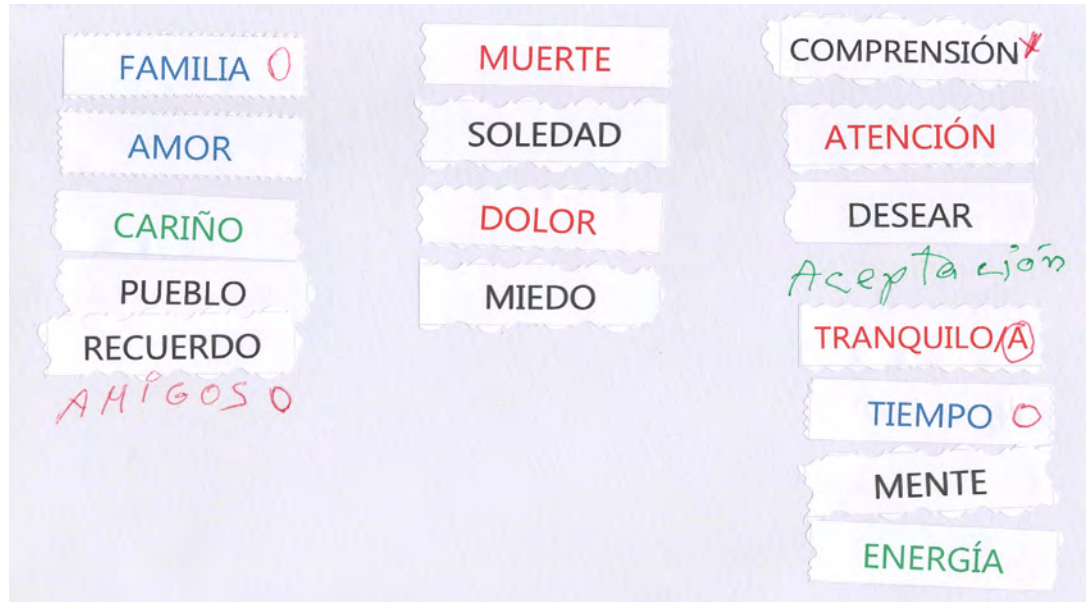 FAMILIA O
AMOR
CARIÑO
PUEBLO
RECUERDO
AMIGOS O
MUERTE
SOLEDAD
DOLOR
MIEDO
COMPRENSIÓN*
ATENCIÓN
DESEAR
Aceptación
TRANQUILO/A
TIEMPO O
MENTE
ENERGÍA